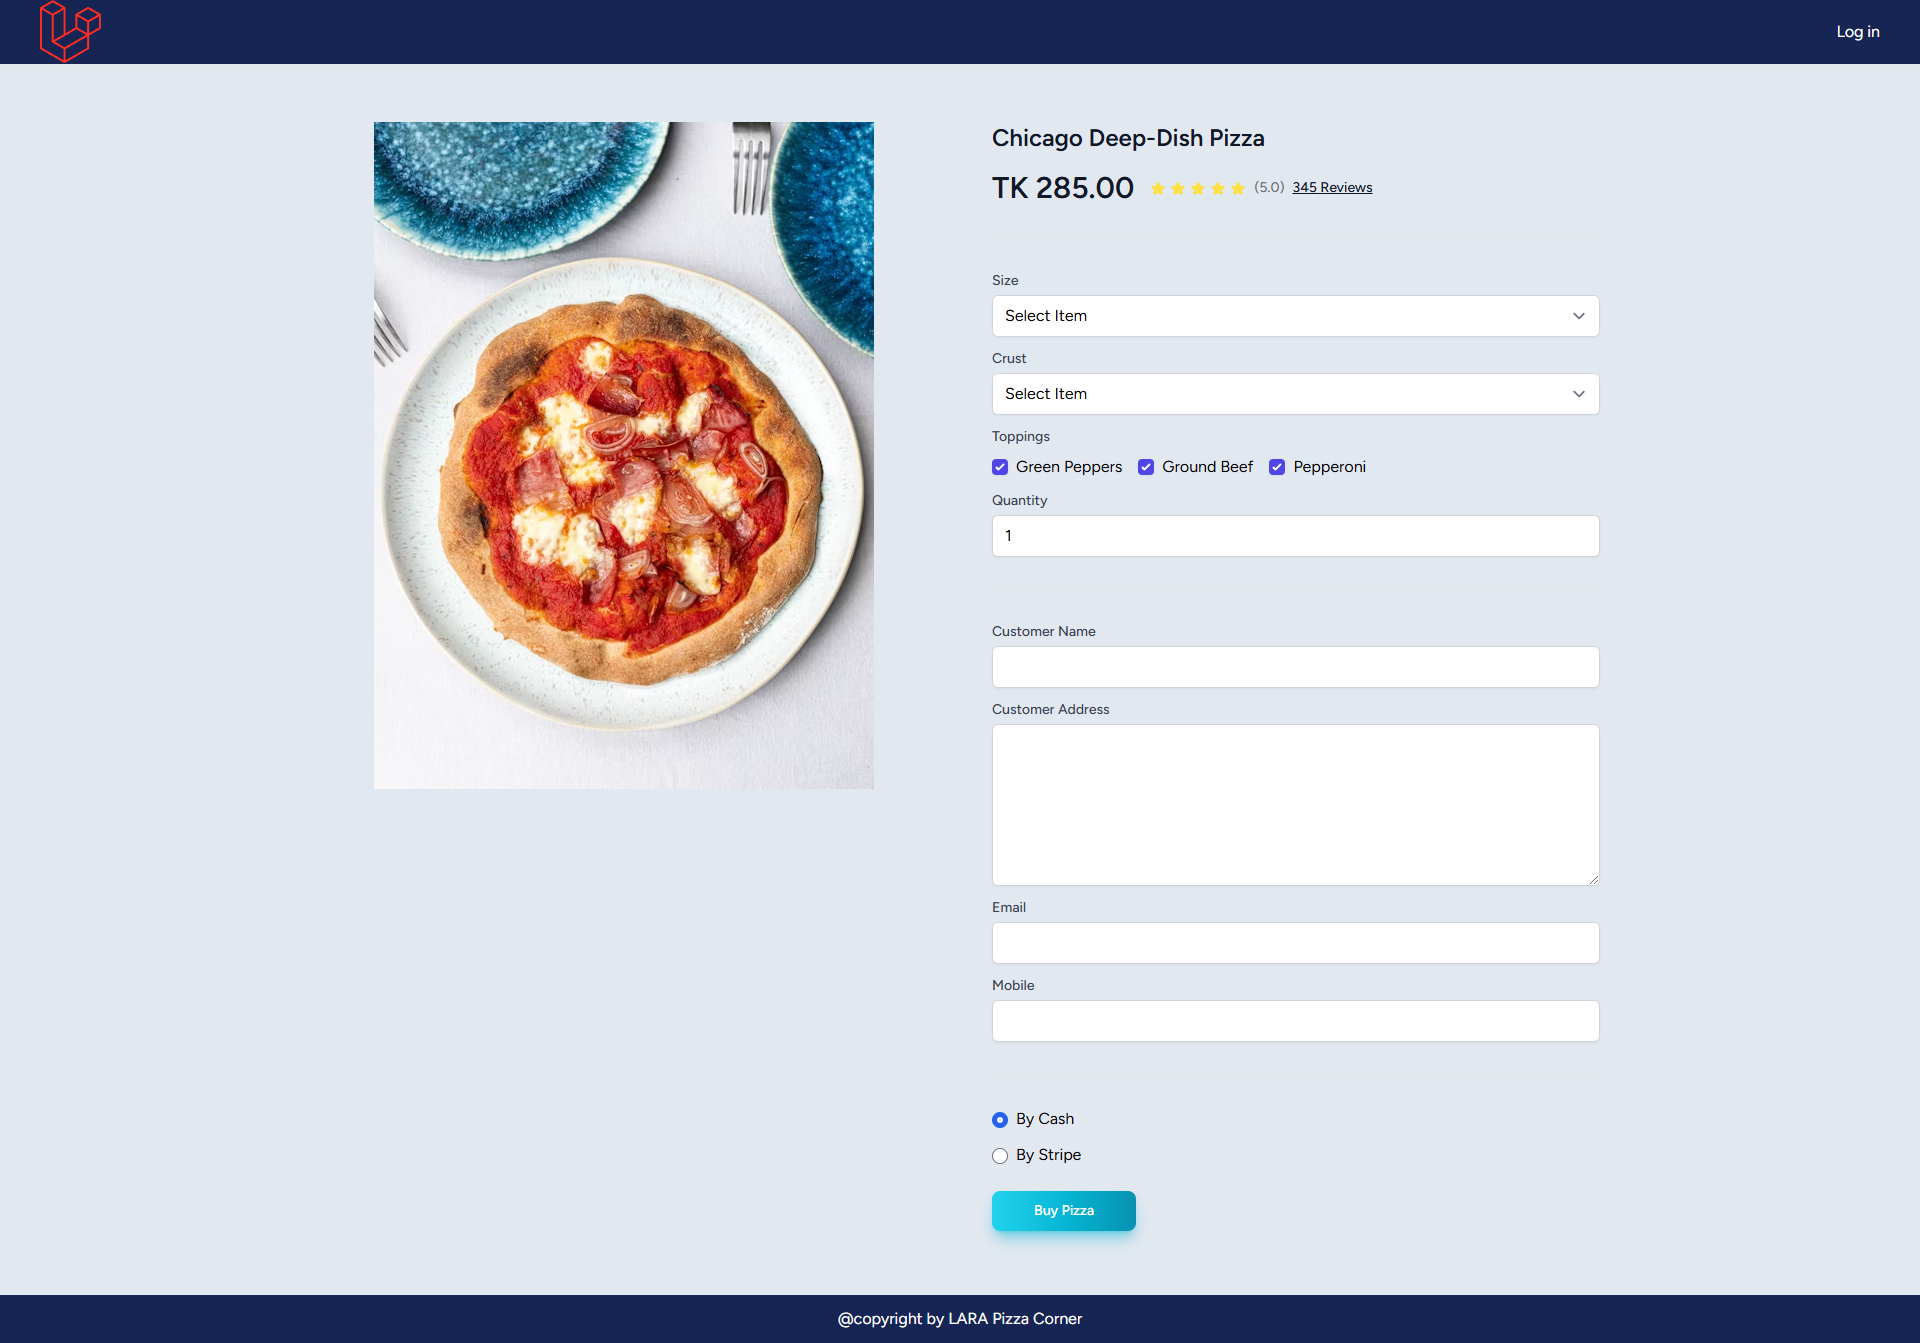 Log in
Chicago Deep-Dish Pizza
TK 285.00 (5.0) 345 Reviews
Size
Select Item
Crust
Select Item
Toppings
Green Peppers Ground Beef Pepperoni
Quantity
1
Customer Name
Customer Address
Email
Mobile
By Cash
By Stripe
Buy Pizza
@copyright by LARA Pizza Corner